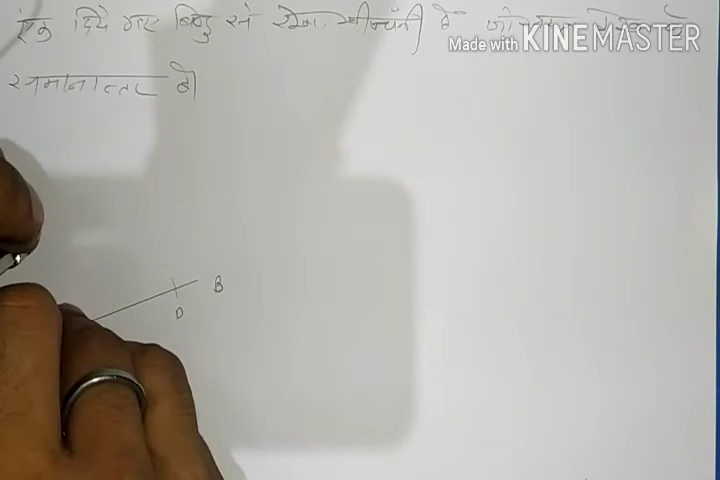 एक दिये गए बिन्दु से रेखा खींचनी है जो
Made with KINEMASTER
समानान्तर हो
B
D